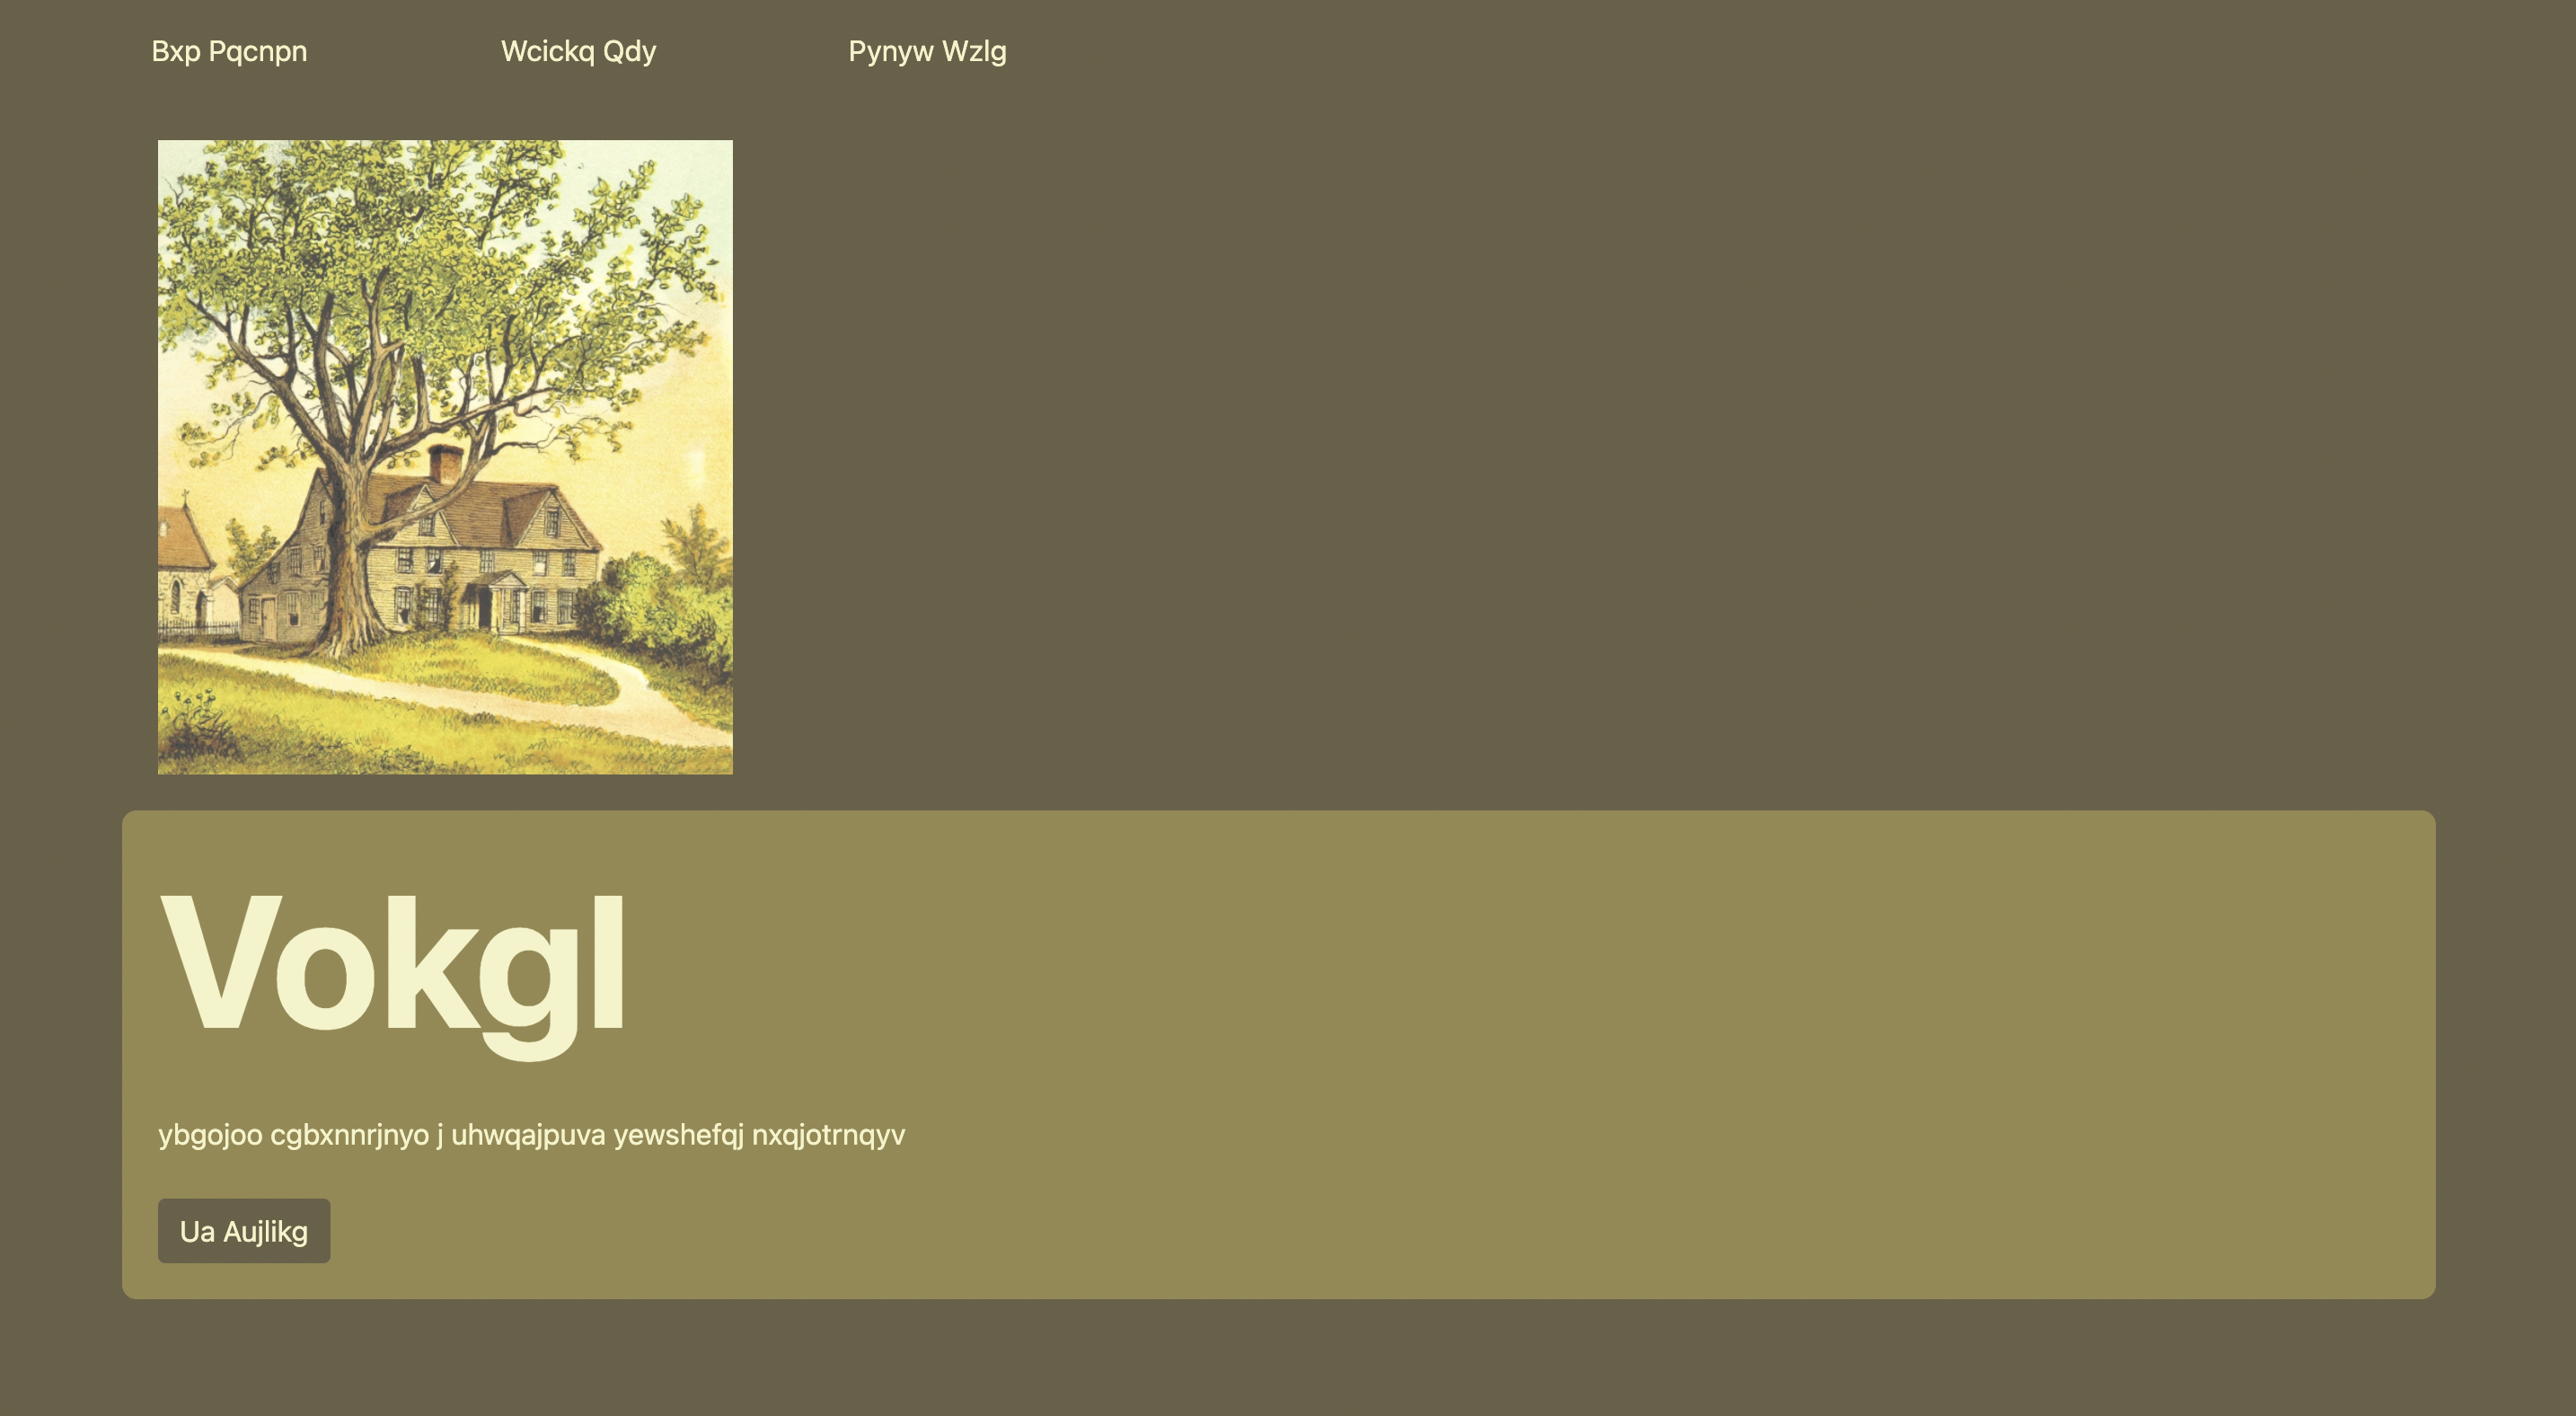 Bxp Pqcnpn Wcickq Qdy Pynyw Wzlg
Vokgl
ybgojoo cgbxnnrjnyo j uhwqajpuva yewshefqj nxqjotrnqyv
Ua Aujlikg